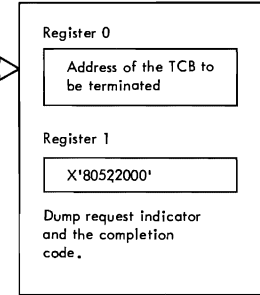 Register 0
Address of the TCB to
be terminated
Register 1
X'80522000'
Dump request indicator
and the completion
code.